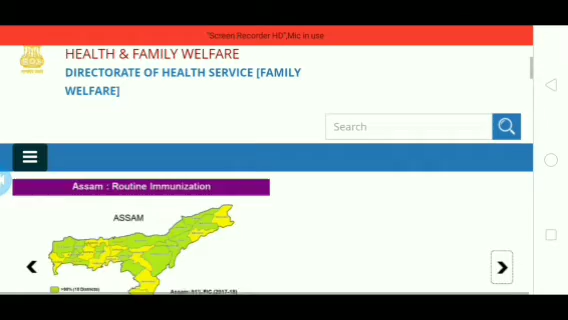 "Screen Recorder HD",Mic in use
HEALTH & FAMILY WELFARE
DIRECTORATE OF HEALTH SERVICE [FAMILY
WELFARE]
Search
Assam : Routine Immunization
ASSAM